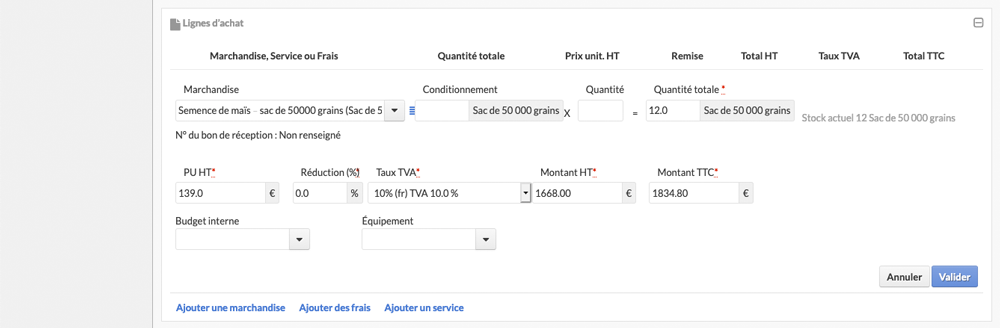 Lignes d'achat
Marchandise, Service ou Frais Quantité totale Prix unit. HT Remise Total HT Taux TVA Total TTC
Marchandise Conditionnement Quantité Quantité totale *
Semence de maïs - sac de 50000 grains (Sac de 5 Sac de 50 000 grains X = 12.0 Sac de 50 000 grains Stock actuel 12 Sac de 50 000 grains
N° du bon de réception : Non renseigné
PU HT* Réduction (%)* Taux TVA* Montant HT* Montant TTC*
139.0 € 0.0 % 10% (fr) TVA 10.0 % 1668.00 € 1834.80 €
Budget interne Équipement
Annuler Valider
Ajouter une marchandise Ajouter des frais Ajouter un service